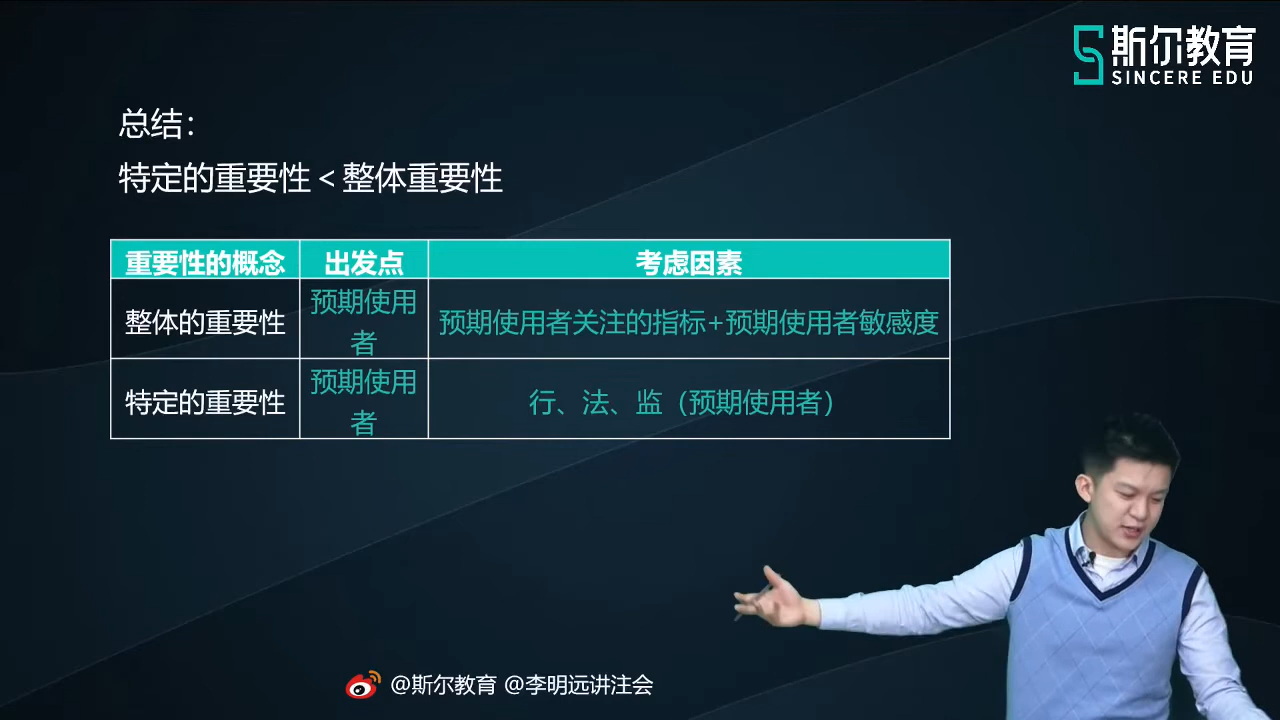 斯尔教育
SINCERE EDU
总结：
特定的重要性＜整体重要性
重要性的概念 出发点 考虑因素
整体的重要性 预期使用者 预期使用者关注的指标+预期使用者敏感度
特定的重要性 预期使用者 行、法、监（预期使用者）
@斯尔教育 @李明远讲注会